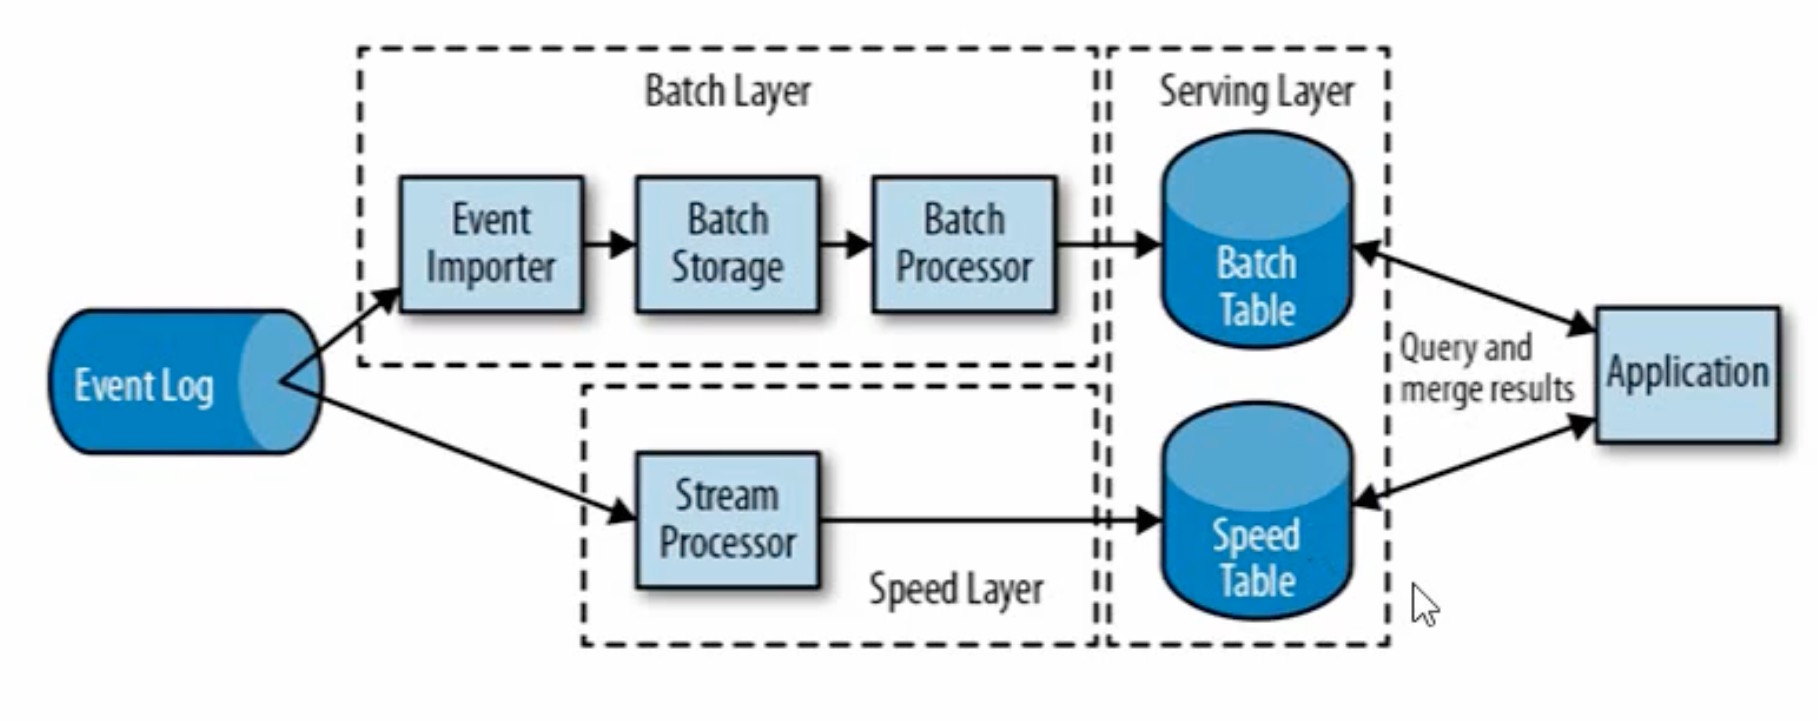 Batch Layer
Serving Layer
Event
Importer
Batch
Storage
Batch
Processor
Batch
Table
Event Log
Query and
merge results
Application
Stream
Processor
Speed Layer
Speed
Table